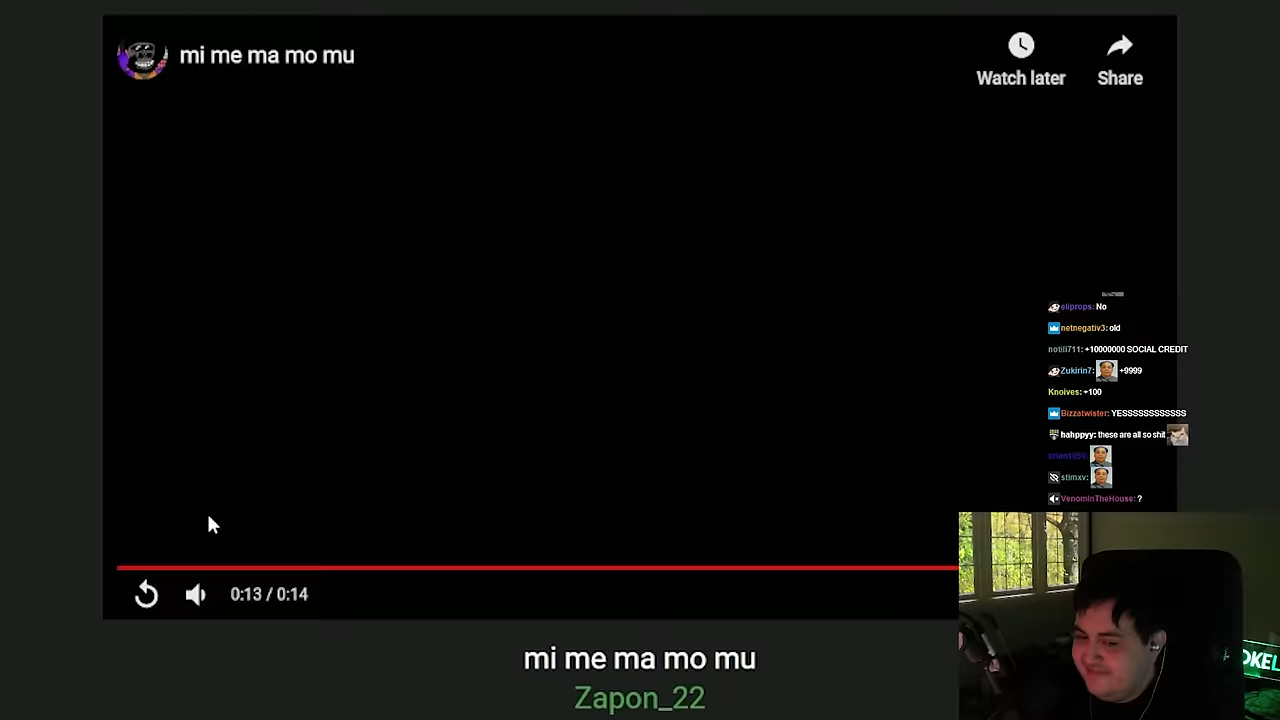 mi me ma mo mu
Watch later
Share
eliprops: No
netnegativ3: old
notili711: +10000000 SOCIAL CREDIT
Zukirin7: +9999
Knoives: +100
Bizzatwister: YESSSSSSSSSSSS
hahppyy: these are all so shit
stimxv:
VenomInTheHouse: ?
0:13 / 0:14
mi me ma mo mu
Zapon_22